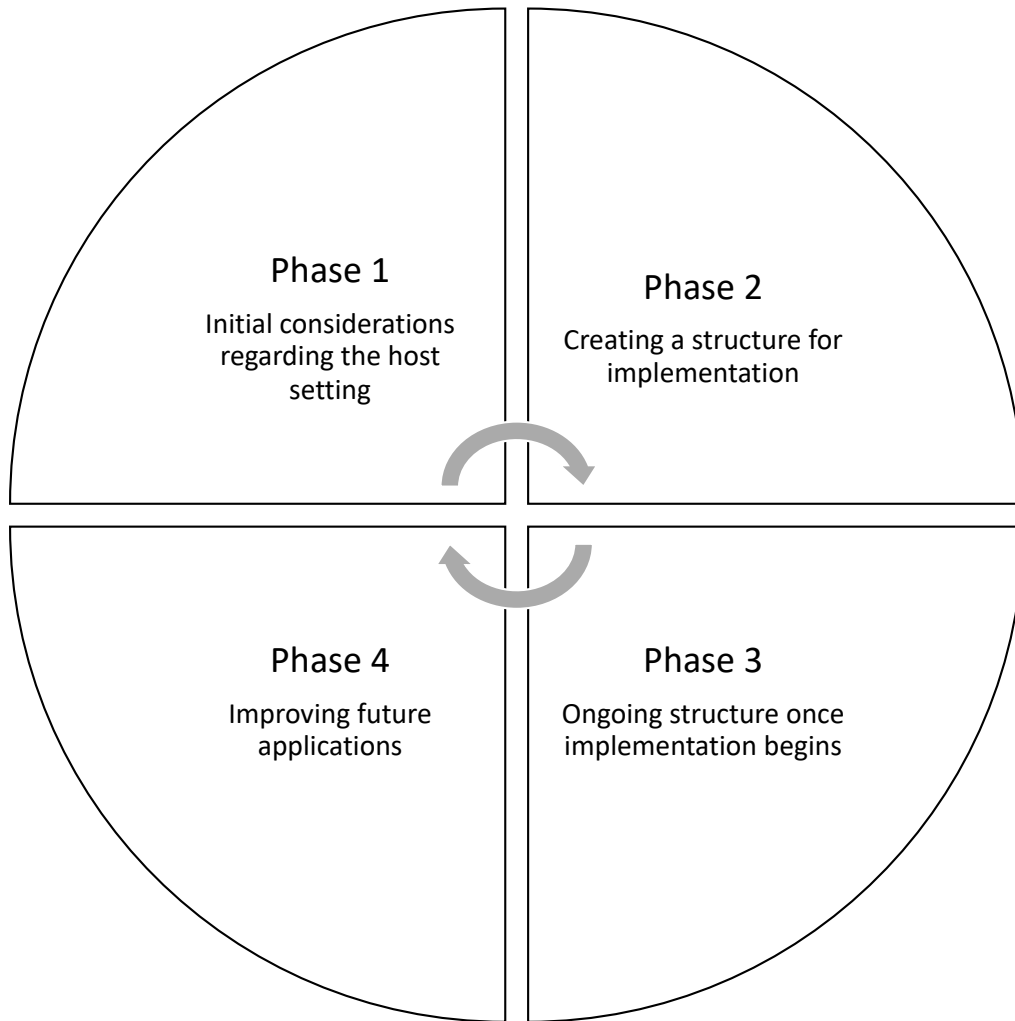 Phase 1
Initial considerations
regarding the host
setting
Phase 2
Creating a structure for
implementation
Phase 4
Improving future
applications
Phase 3
Ongoing structure once
implementation begins